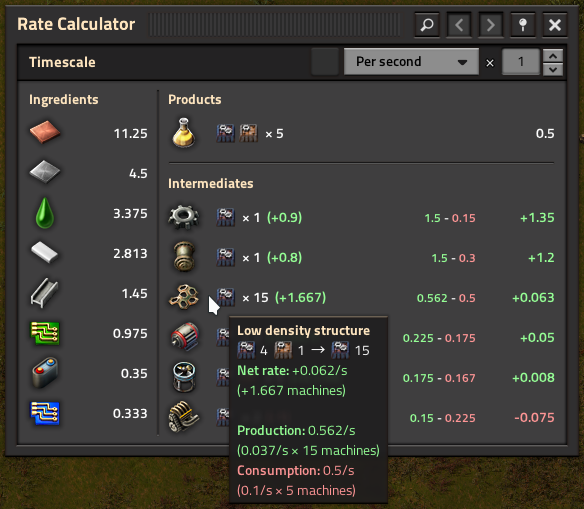 Rate Calculator
Timescale
Per second
×
1
Ingredients
11.25
4.5
3.375
2.813
1.45
0.975
0.35
0.333
Products
× 5
0.5
Intermediates
× 1 (+0.9) 1.5 - 0.15 +1.35
× 1 (+0.8) 1.5 - 0.3 +1.2
× 15 (+1.667) 0.562 - 0.5 +0.063
0.225 - 0.175 +0.05
0.175 - 0.167 +0.008
0.15 - 0.225 -0.075
Low density structure
4 1 → 15
Net rate: +0.062/s
(+1.667 machines)
Production: 0.562/s
(0.037/s × 15 machines)
Consumption: 0.5/s
(0.1/s × 5 machines)